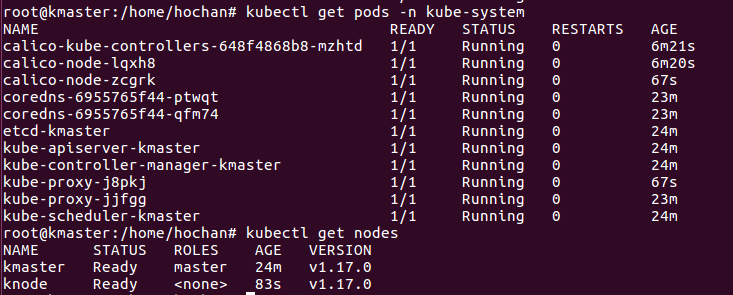 root@kmaster:/home/hochan# kubectl get pods -n kube-system
NAME READY STATUS RESTARTS AGE
calico-kube-controllers-648f4868b8-mzhtd 1/1 Running 0 6m21s
calico-node-lqxh8 1/1 Running 0 6m20s
calico-node-zcgrk 1/1 Running 0 67s
coredns-6955765f44-ptwqt 1/1 Running 0 23m
coredns-6955765f44-qfm74 1/1 Running 0 23m
etcd-kmaster 1/1 Running 0 24m
kube-apiserver-kmaster 1/1 Running 0 24m
kube-controller-manager-kmaster 1/1 Running 0 24m
kube-proxy-j8pkj 1/1 Running 0 67s
kube-proxy-jjfgg 1/1 Running 0 23m
kube-scheduler-kmaster 1/1 Running 0 24m
root@kmaster:/home/hochan# kubectl get nodes
NAME STATUS ROLES AGE VERSION
kmaster Ready master 24m v1.17.0
knode Ready <none> 83s v1.17.0